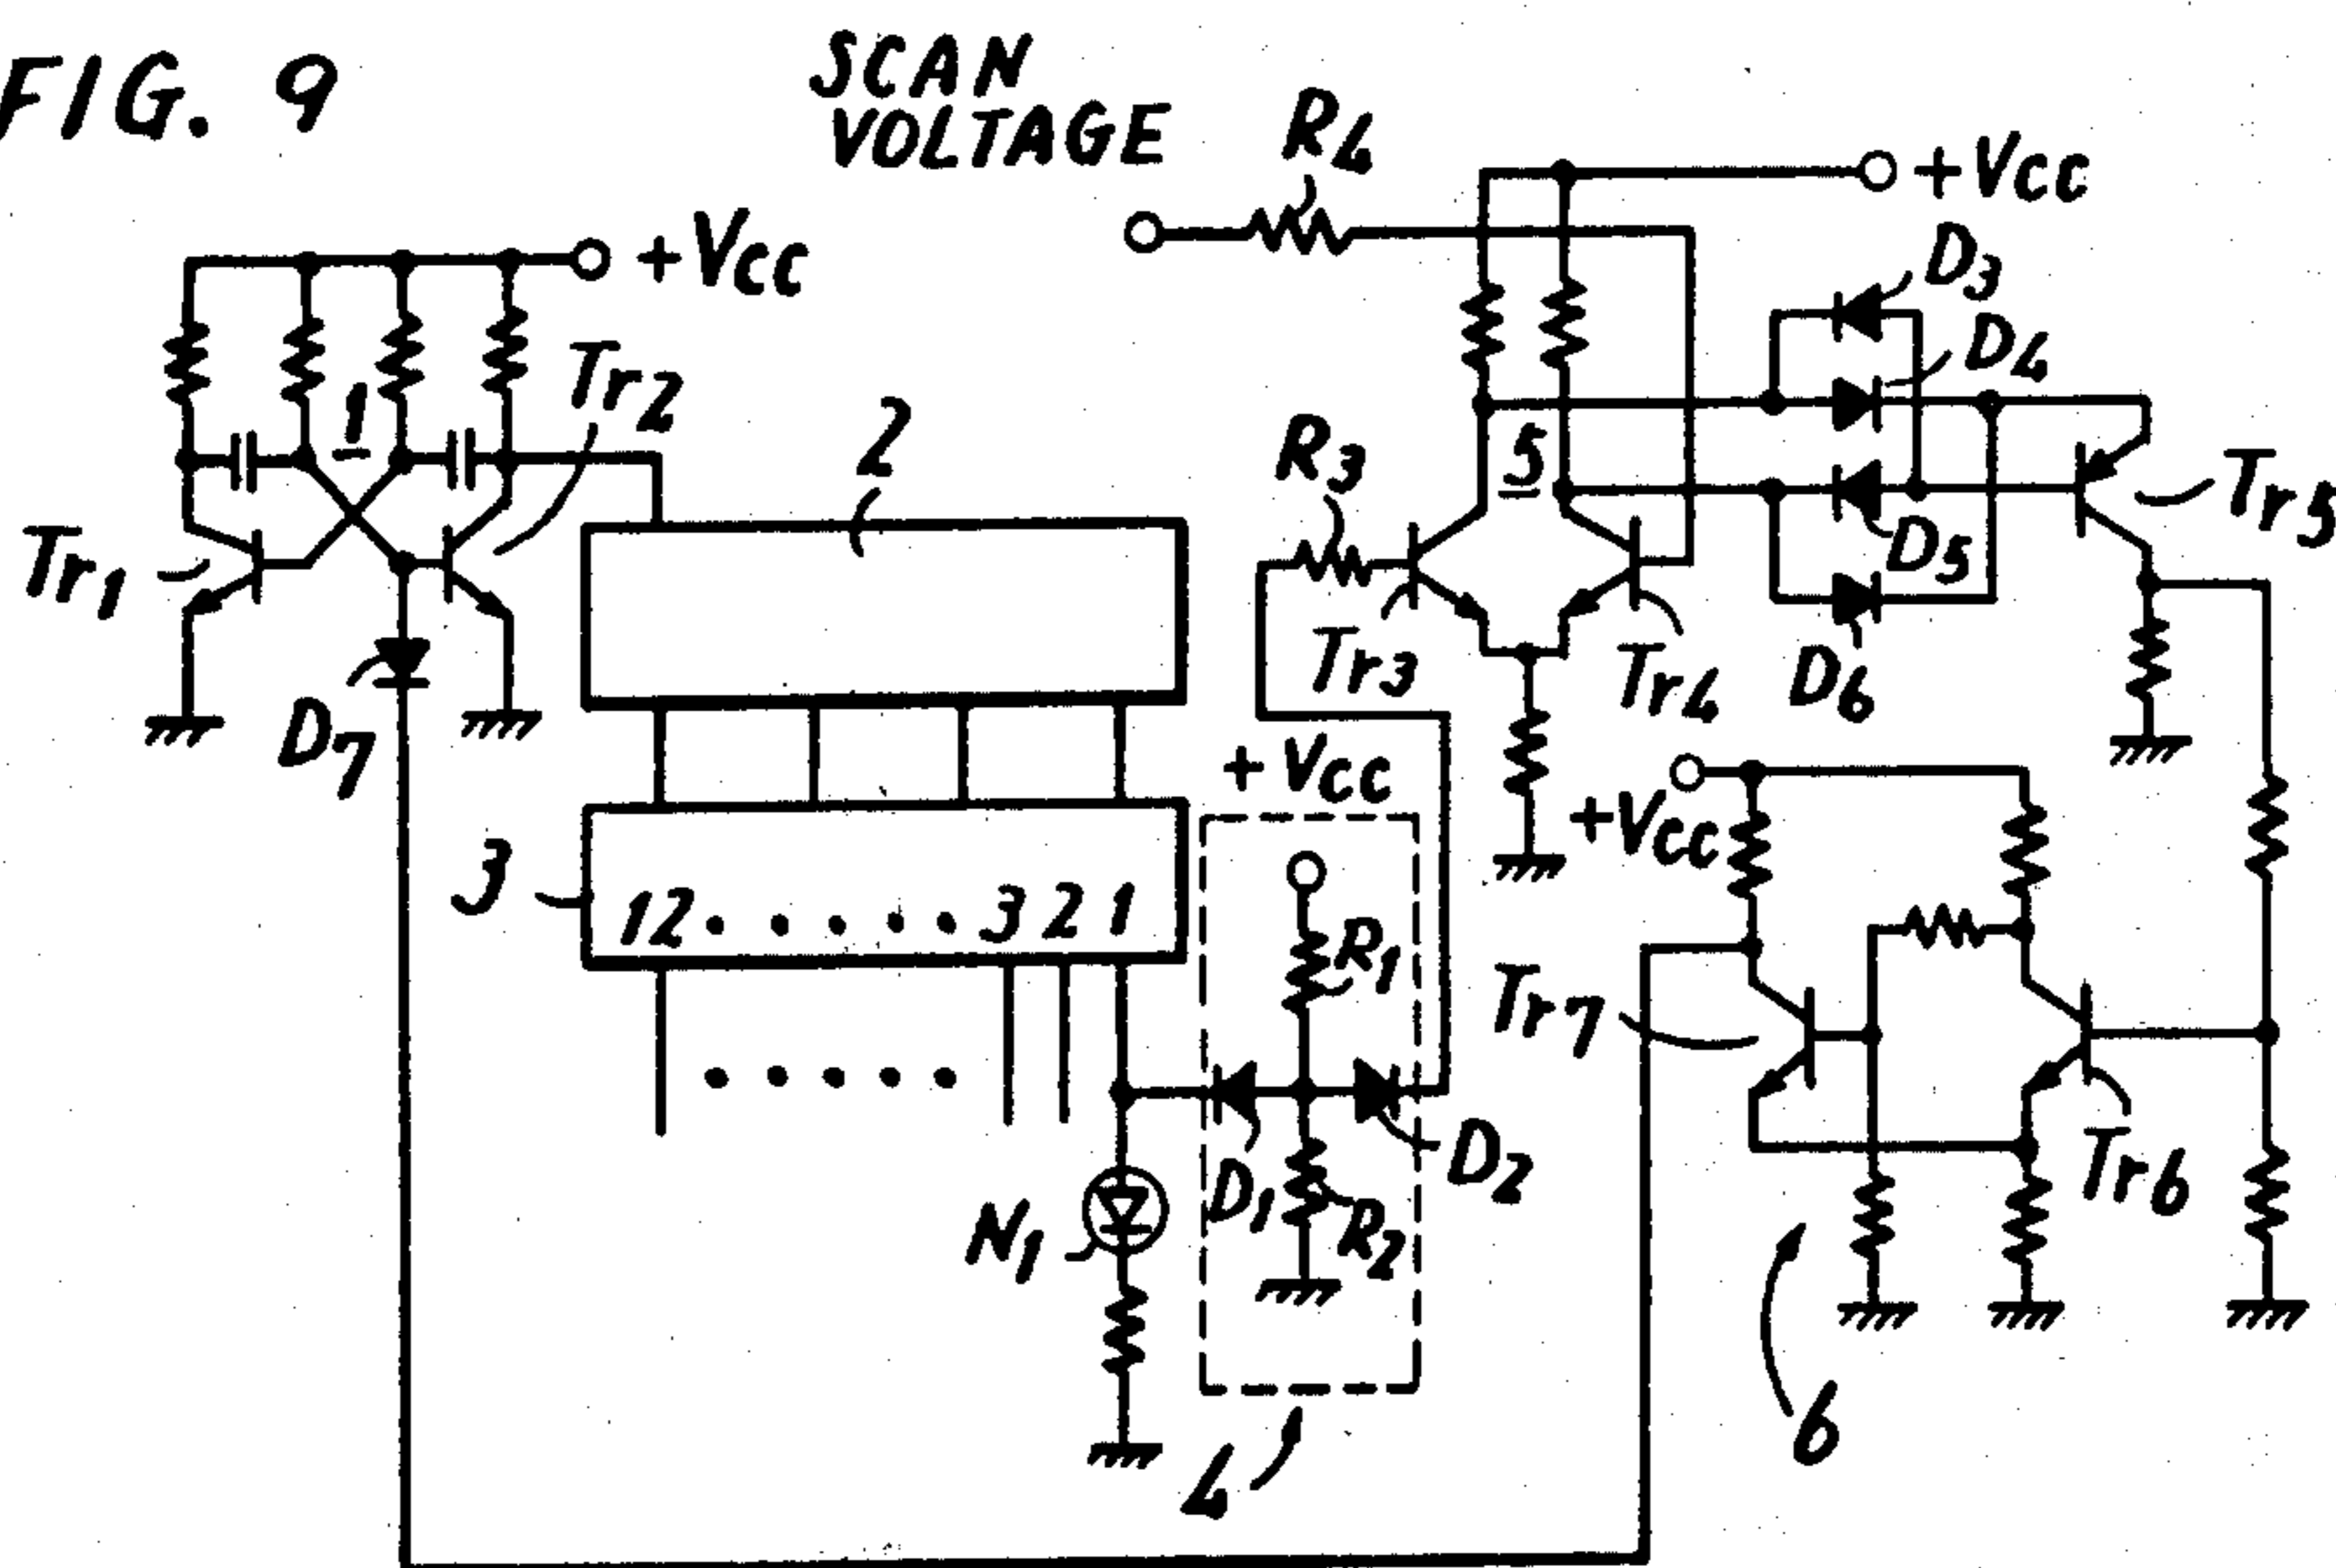 FIG. 9
SCAN
VOLTAGE
R4
+Vcc
+Vcc
D3
D4
Tr2
1
2
R3
5
Tr5
D5
Tr1
Tr3
Tr4
D6
D7
+Vcc
+Vcc
3
12 • • • • • 3 2 1
R1
Tr7
• • • • •
D1
D2
Tr6
N1
R2
6
4